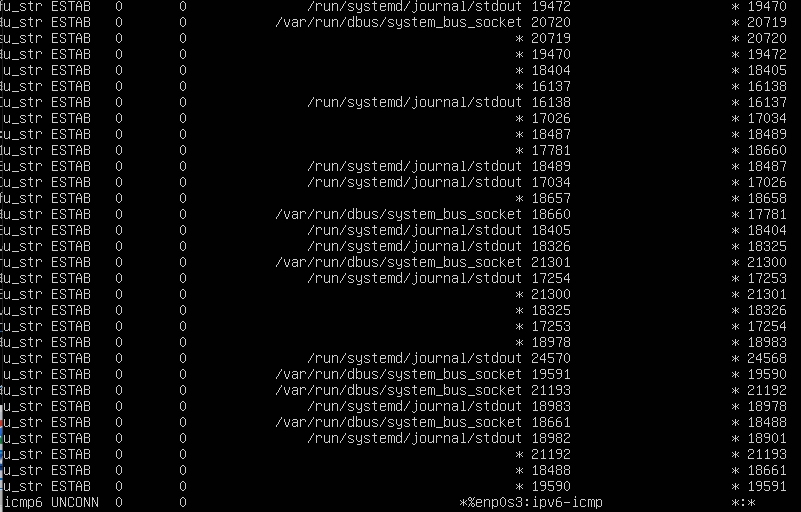 u_str ESTAB 0 0 /run/systemd/journal/stdout 19472 * 19470
u_str ESTAB 0 0 /var/run/dbus/system_bus_socket 20720 * 20719
u_str ESTAB 0 0 * 20719 * 20720
u_str ESTAB 0 0 * 19470 * 19472
u_str ESTAB 0 0 * 18404 * 18405
u_str ESTAB 0 0 * 16137 * 16138
u_str ESTAB 0 0 /run/systemd/journal/stdout 16138 * 16137
u_str ESTAB 0 0 * 17026 * 17034
u_str ESTAB 0 0 * 18487 * 18489
u_str ESTAB 0 0 * 17781 * 18660
u_str ESTAB 0 0 /run/systemd/journal/stdout 18489 * 18487
u_str ESTAB 0 0 /run/systemd/journal/stdout 17034 * 17026
u_str ESTAB 0 0 * 18657 * 18658
u_str ESTAB 0 0 /var/run/dbus/system_bus_socket 18660 * 17781
u_str ESTAB 0 0 /run/systemd/journal/stdout 18405 * 18404
u_str ESTAB 0 0 /run/systemd/journal/stdout 18326 * 18325
u_str ESTAB 0 0 /var/run/dbus/system_bus_socket 21301 * 21300
u_str ESTAB 0 0 /run/systemd/journal/stdout 17254 * 17253
u_str ESTAB 0 0 * 21300 * 21301
u_str ESTAB 0 0 * 18325 * 18326
u_str ESTAB 0 0 * 17253 * 17254
u_str ESTAB 0 0 * 18978 * 18983
u_str ESTAB 0 0 /run/systemd/journal/stdout 24570 * 24568
u_str ESTAB 0 0 /var/run/dbus/system_bus_socket 19591 * 19590
u_str ESTAB 0 0 /var/run/dbus/system_bus_socket 21193 * 21192
u_str ESTAB 0 0 /run/systemd/journal/stdout 18983 * 18978
u_str ESTAB 0 0 /var/run/dbus/system_bus_socket 18661 * 18488
u_str ESTAB 0 0 /run/systemd/journal/stdout 18982 * 18901
u_str ESTAB 0 0 * 21192 * 21193
u_str ESTAB 0 0 * 18488 * 18661
u_str ESTAB 0 0 * 19590 * 19591
icmp6 UNCONN 0 0 *%enp0s3:ipv6-icmp *:*